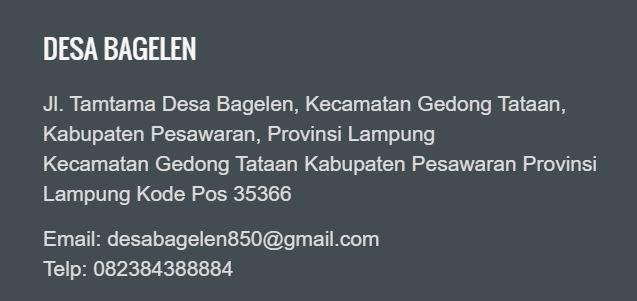 DESA BAGELEN
Jl. Tamtama Desa Bagelen, Kecamatan Gedong Tataan,
Kabupaten Pesawaran, Provinsi Lampung
Kecamatan Gedong Tataan Kabupaten Pesawaran Provinsi
Lampung Kode Pos 35366
Email: desabagelen850@gmail.com
Telp: 082384388884